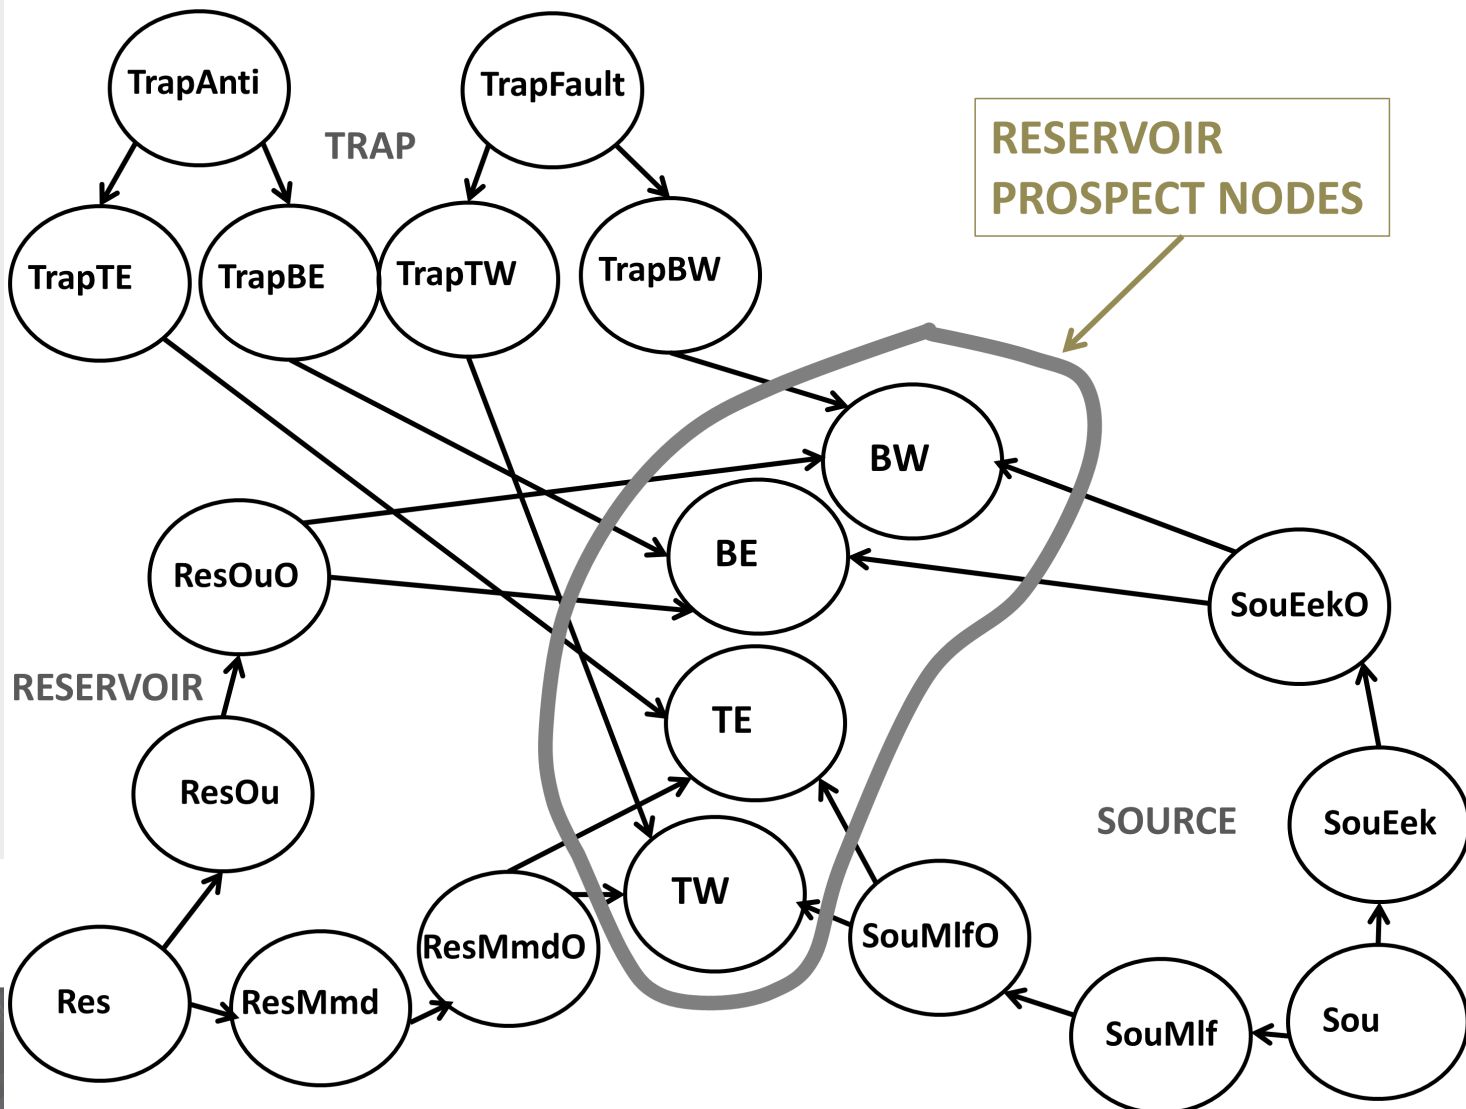 TrapAnti
TrapFault
TRAP
RESERVOIR
PROSPECT NODES
TrapTE
TrapBE
TrapTW
TrapBW
BW
BE
ResOuO
SouEekO
RESERVOIR
TE
ResOu
SOURCE
SouEek
TW
ResMmdO
SouMlfO
Res
ResMmd
SouMlf
Sou